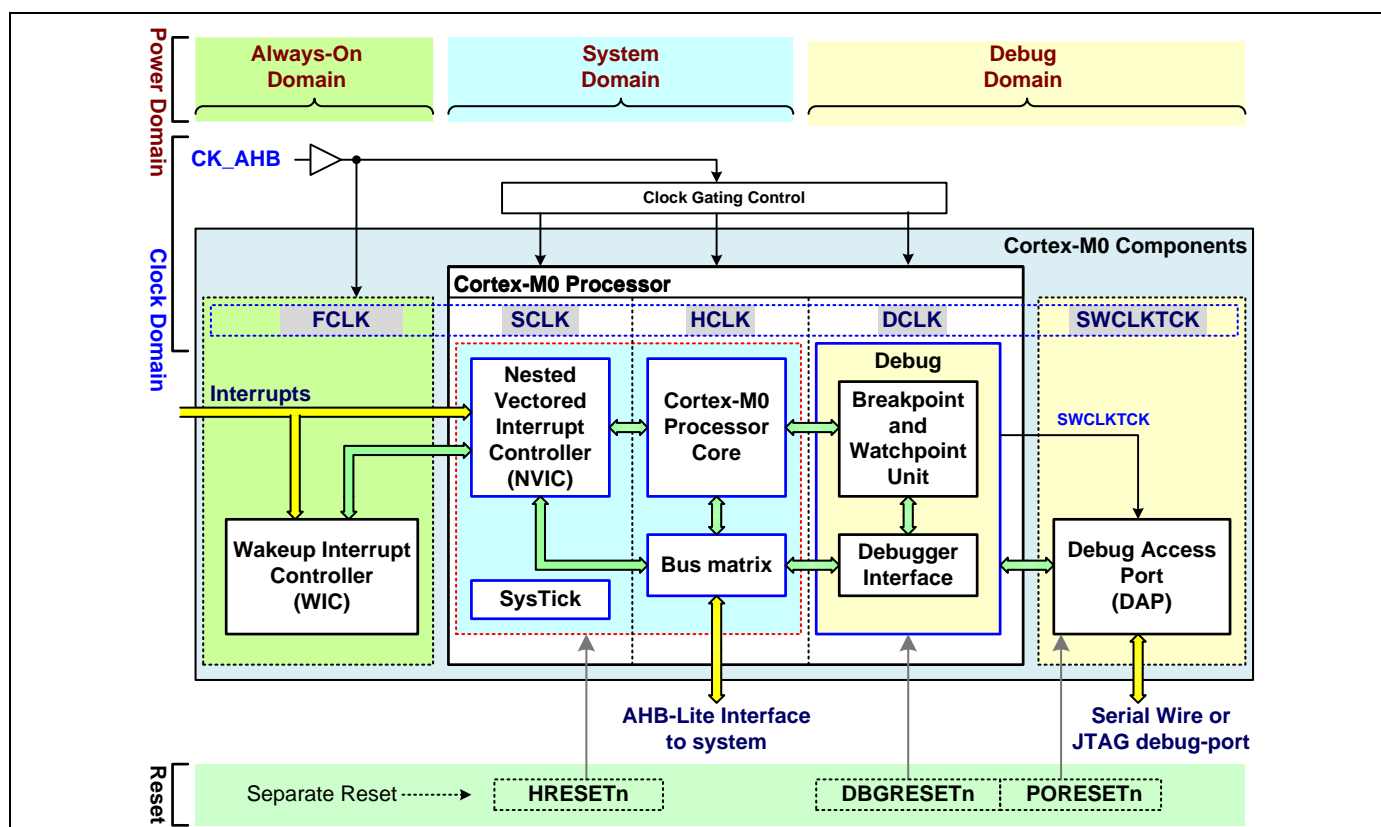 Power Domain
Always-On
Domain
System
Domain
Debug
Domain
Clock Domain
CK_AHB
Clock Gating Control
Cortex-M0 Components
Cortex-M0 Processor
FCLK
SCLK
HCLK
DCLK
SWCLKTCK
Interrupts
Nested
Vectored
Interrupt
Controller
(NVIC)
Cortex-M0
Processor
Core
Debug
Breakpoint
and
Watchpoint
Unit
SWCLKTCK
Wakeup Interrupt
Controller
(WIC)
SysTick
Bus matrix
Debugger
Interface
Debug Access
Port
(DAP)
AHB-Lite Interface
to system
Serial Wire or
JTAG debug-port
Reset
Separate Reset
HRESETn
DBGRESETn
PORESETn